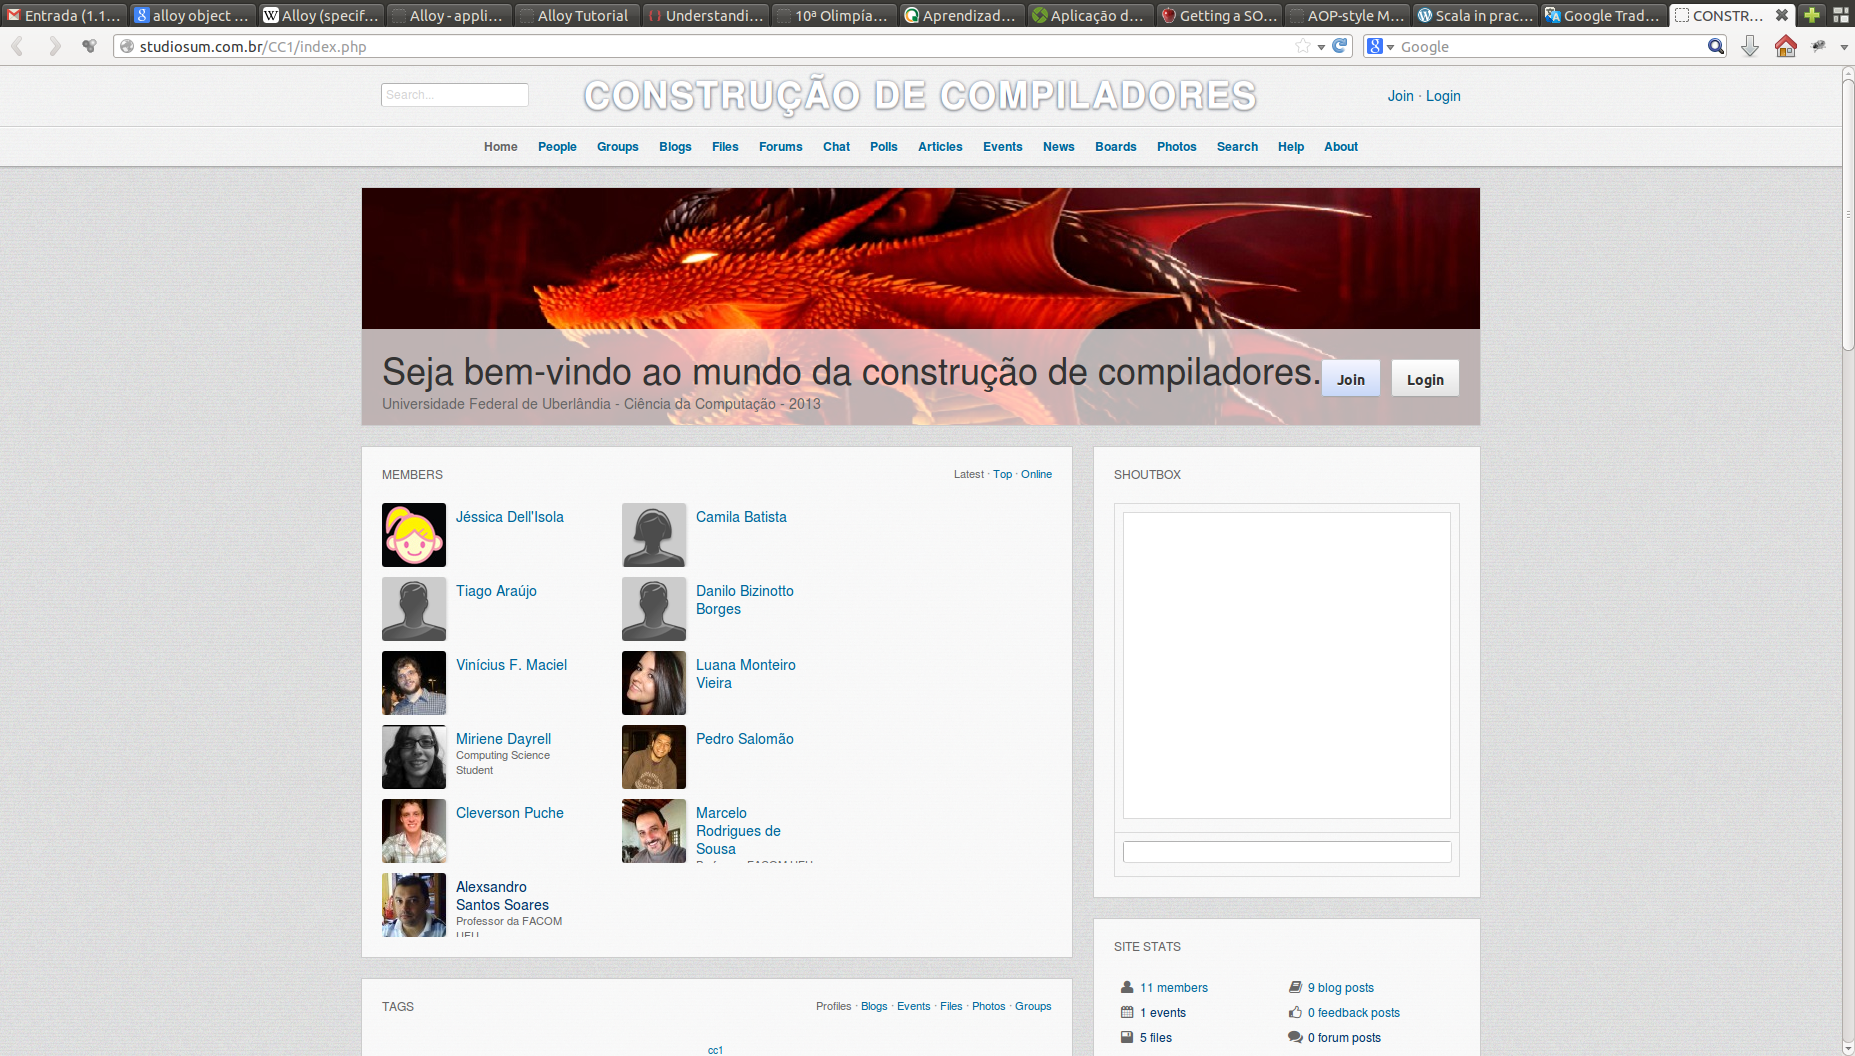 Entrada (1.1... alloy object ... Alloy (specif... Alloy - appli... Alloy Tutorial Understandi... 10ª Olimpía... Aprendizad... Aplicação d... Getting a SO... AOP-style M... Scala in prac... Google Trad... CONSTR...
studiosum.com.br/CC1/index.php Google
Search... CONSTRUÇÃO DE COMPILADORES Join · Login
Home People Groups Blogs Files Forums Chat Polls Articles Events News Boards Photos Search Help About
Seja bem-vindo ao mundo da construção de compiladores. Join Login
Universidade Federal de Uberlândia - Ciência da Computação - 2013
MEMBERS Latest · Top · Online
Jéssica Dell'Isola
Camila Batista
Tiago Araújo
Danilo Bizinotto
Borges
Vinícius F. Maciel
Luana Monteiro
Vieira
Miriene Dayrell
Computing Science
Student
Pedro Salomão
Cleverson Puche
Marcelo
Rodrigues de
Sousa
Alexsandro
Santos Soares
Professor da FACOM
UFU
SHOUTBOX
SITE STATS
11 members 9 blog posts
1 events 0 feedback posts
5 files 0 forum posts
TAGS Profiles · Blogs · Events · Files · Photos · Groups
cc1